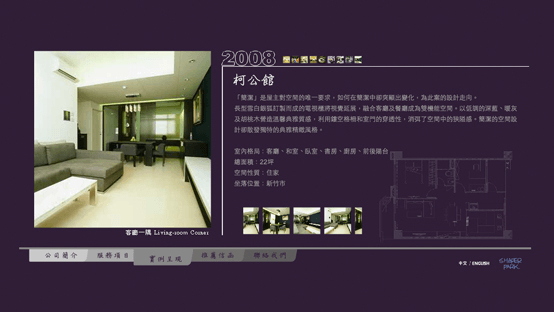 2008
柯公館
「簡潔」是屋主對空間的唯一要求，如何在簡潔中卻突顯出變化，為此案的設計走向。
長型雪白銀狐訂製而成的電視櫃將視覺延展，融合客廳及餐廳成為雙機能空間。以低飽的深藍、暖灰
及胡桃木營造溫馨典雅質感，利用鏤空格柵和室門的穿透性，消弭了空間中的狹隘感，簡潔的空間設
計卻散發獨特的典雅精緻風格。
室內格局：客廳、和室、臥室、書房、廚房、前後陽台
總面積：22坪
空間性質：住家
坐落位置：新竹市
客廳一隅 Living-room Corner
公司簡介
服務項目
實例呈現
推薦作品
聯絡我們
中文 / ENGLISH